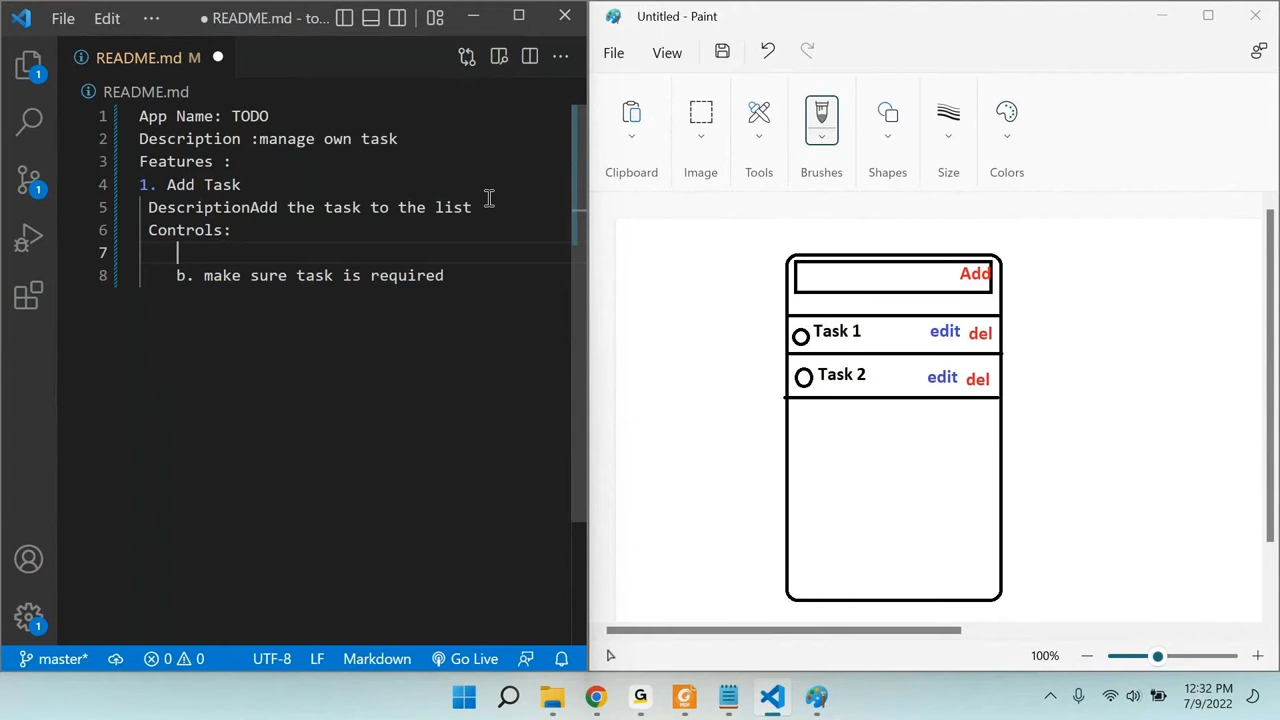 File Edit ··· ● README.md - to...
README.md M ●
README.md
1 App Name: TODO
2 Description :manage own task
3 Features :
4 1. Add Task
5 DescriptionAdd the task to the list
6 Controls:
7
8 b. make sure task is required
1
1
1
master* 0 0 UTF-8 LF Markdown Go Live
Untitled - Paint
File View
Clipboard Image Tools Brushes Shapes Size Colors
Add
Task 1 edit del
Task 2 edit del
100%
G
PDF
12:32 PM
7/9/2022